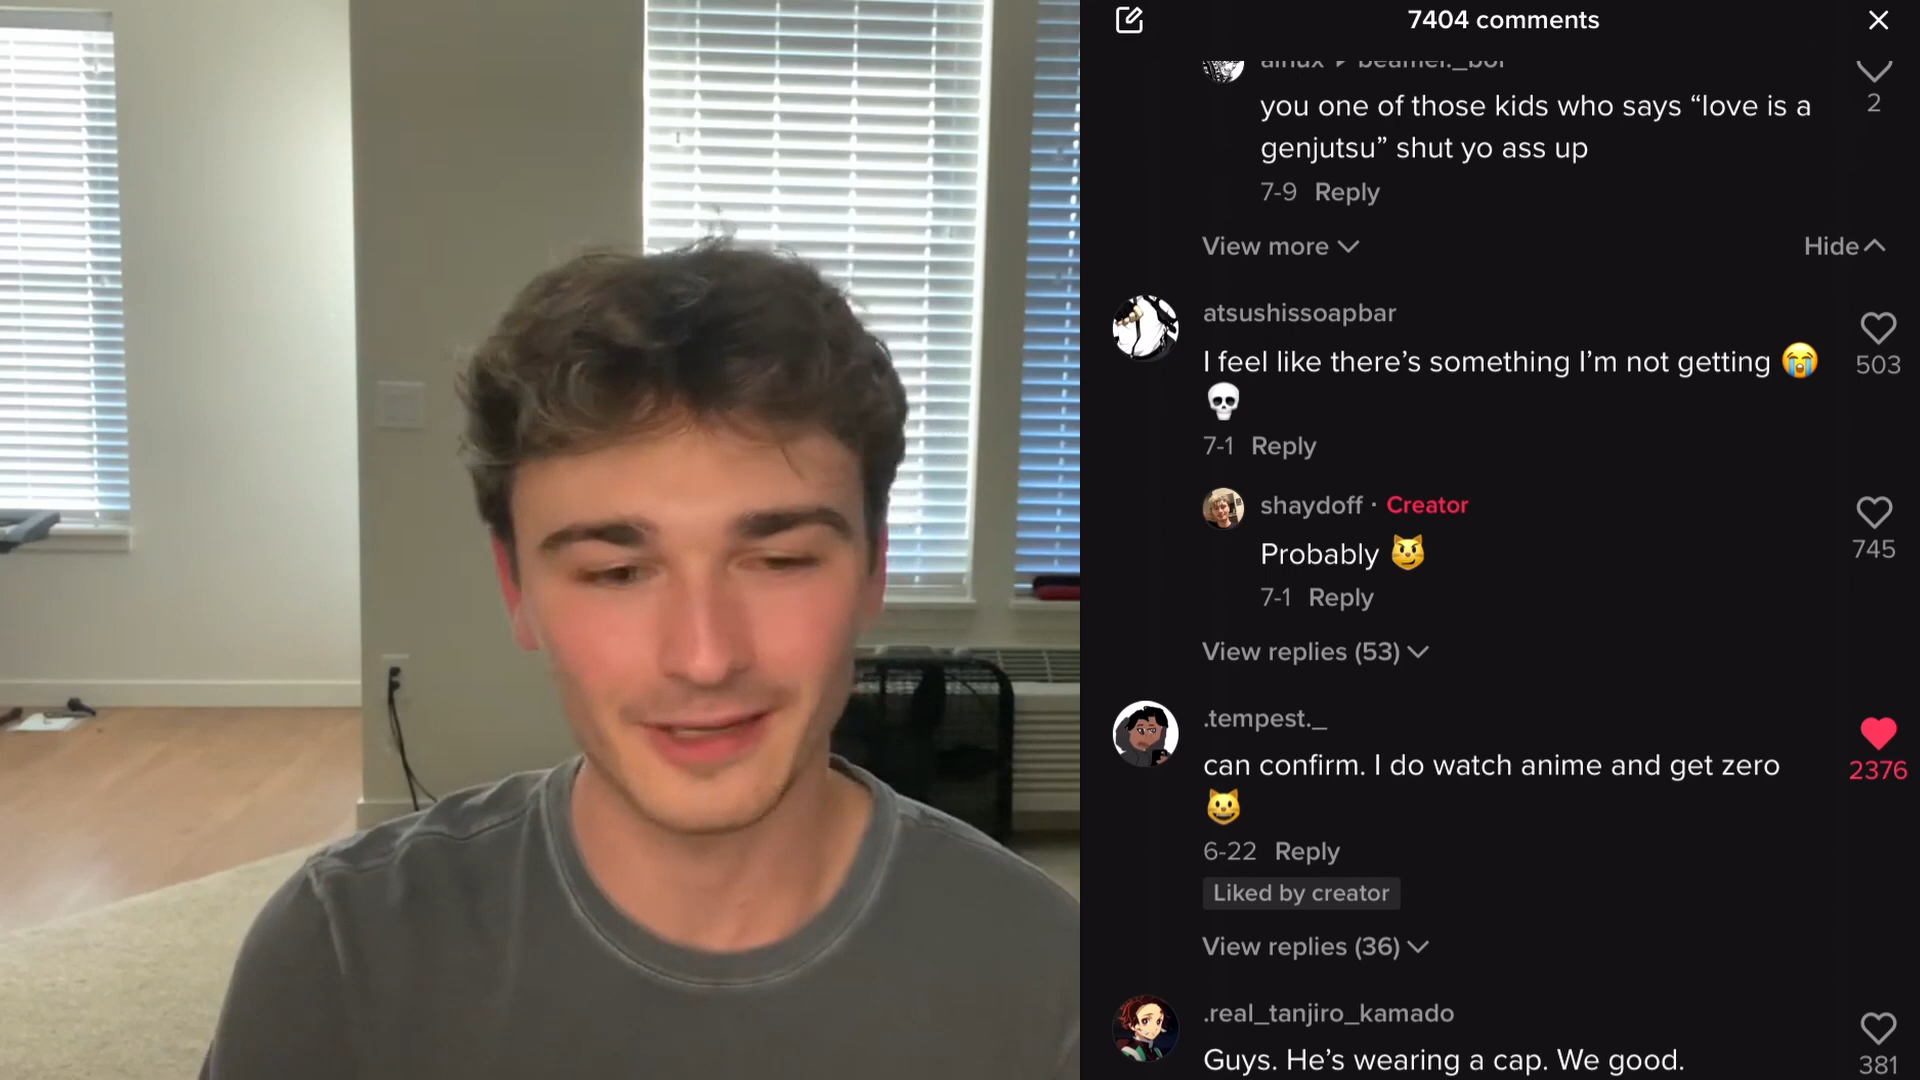 7404 comments
you one of those kids who says “love is a
genjutsu” shut yo ass up
2
7-9 Reply
View more
Hide
atsushissoapbar
I feel like there’s something I’m not getting 😭
💀
503
7-1 Reply
shaydoff · Creator
Probably 😼
745
7-1 Reply
View replies (53)
.tempest._
can confirm. I do watch anime and get zero
😺
2376
6-22 Reply
Liked by creator
View replies (36)
.real_tanjiro_kamado
Guys. He’s wearing a cap. We good.
381